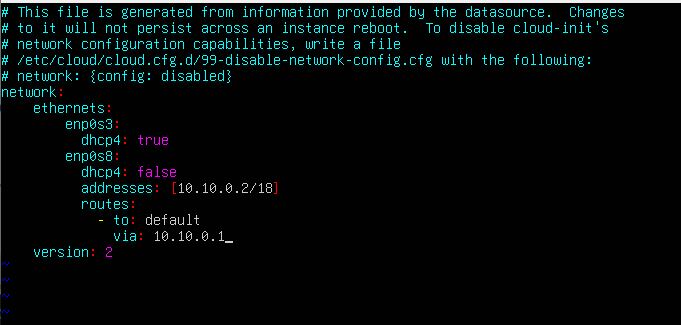 # This file is generated from information provided by the datasource.  Changes
# to it will not persist across an instance reboot.  To disable cloud-init's
# network configuration capabilities, write a file
# /etc/cloud/cloud.cfg.d/99-disable-network-config.cfg with the following:
# network: {config: disabled}
network:
    ethernets:
        enp0s3:
          dhcp4: true
        enp0s8:
          dhcp4: false
          addresses: [10.10.0.2/18]
          routes:
            - to: default
              via: 10.10.0.1_
    version: 2
~
~
~
~